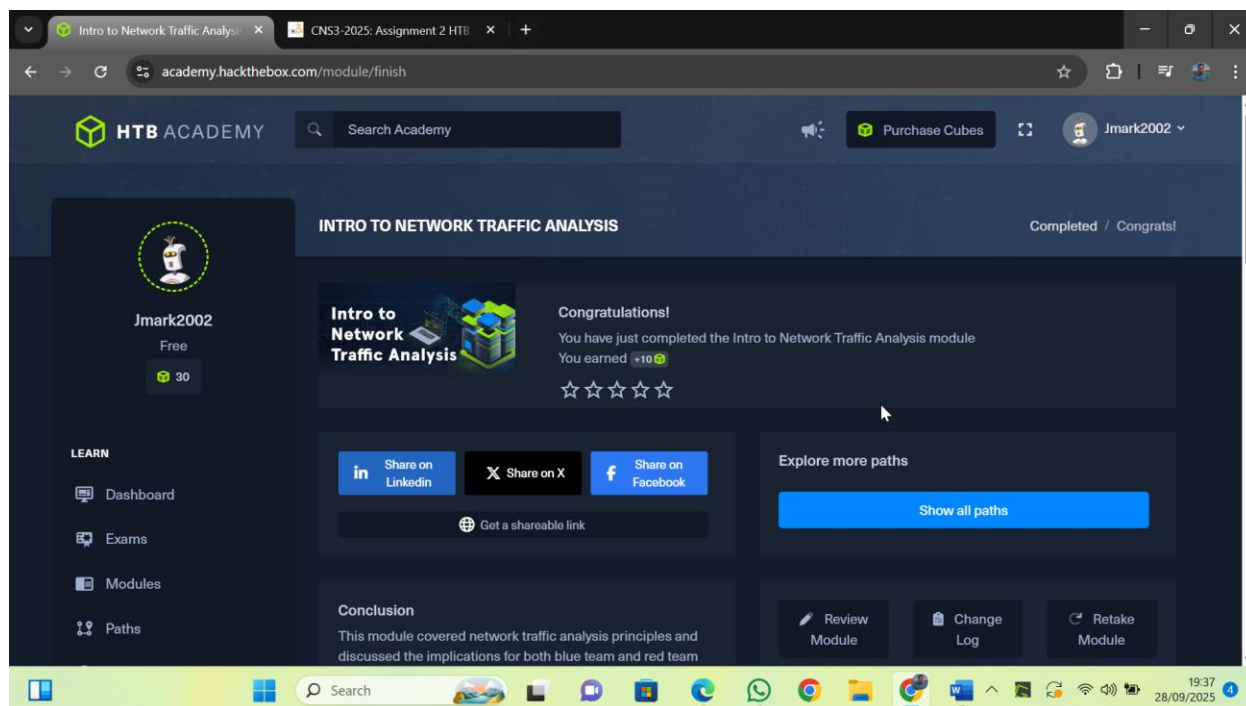 Intro to Network Traffic Analysis
CNS3-2025: Assignment 2 HTB
academy.hackthebox.com/module/finish
HTB ACADEMY
Search Academy
Purchase Cubes
Jmark2002
INTRO TO NETWORK TRAFFIC ANALYSIS
Completed / Congrats!
Jmark2002
Free
30
Intro to
Network
Traffic Analysis
Congratulations!
You have just completed the Intro to Network Traffic Analysis module
You earned +10
LEARN
Dashboard
Exams
Modules
Paths
in Share on
Linkedin
X Share on X
f Share on
Facebook
Get a shareable link
Explore more paths
Show all paths
Conclusion
This module covered network traffic analysis principles and
discussed the implications for both blue team and red team
Review
Module
Change
Log
Retake
Module
Search
19:37
28/09/2025
4